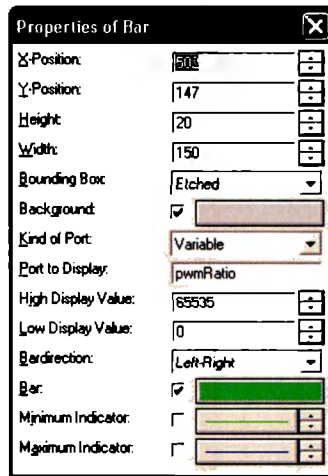 Properties of Bar
X-Position: 503
Y-Position: 147
Height: 20
Width: 150
Bounding Box: Etched
Background:
Kind of Port: Variable
Port to Display: pwmRatio
High Display Value: 65535
Low Display Value: 0
Bardirection: Left-Right
Bar:
Minimum Indicator:
Maximum Indicator: